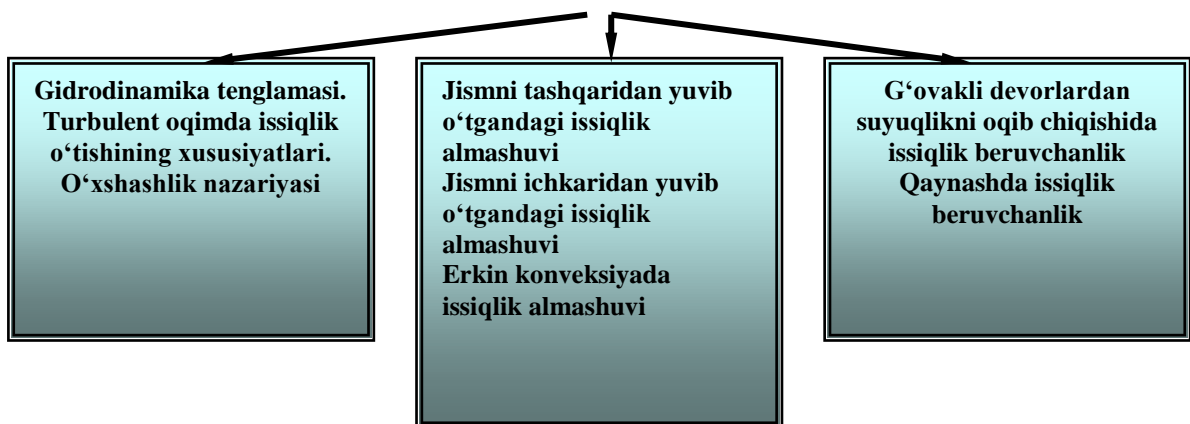 Gidrodinamika tenglamasi.
Turbulent oqimda issiqlik
o‘tishining xususiyatlari.
O‘xshashlik nazariyasi
Jismni tashqaridan yuvib
o‘tgandagi issiqlik
almashuvi
Jismni ichkaridan yuvib
o‘tgandagi issiqlik
almashuvi
Erkin konveksiyada
issiqlik almashuvi
G‘ovakli devorlardan
suyuqlikni oqib chiqishida
issiqlik beruvchanlik
Qaynashda issiqlik
beruvchanlik